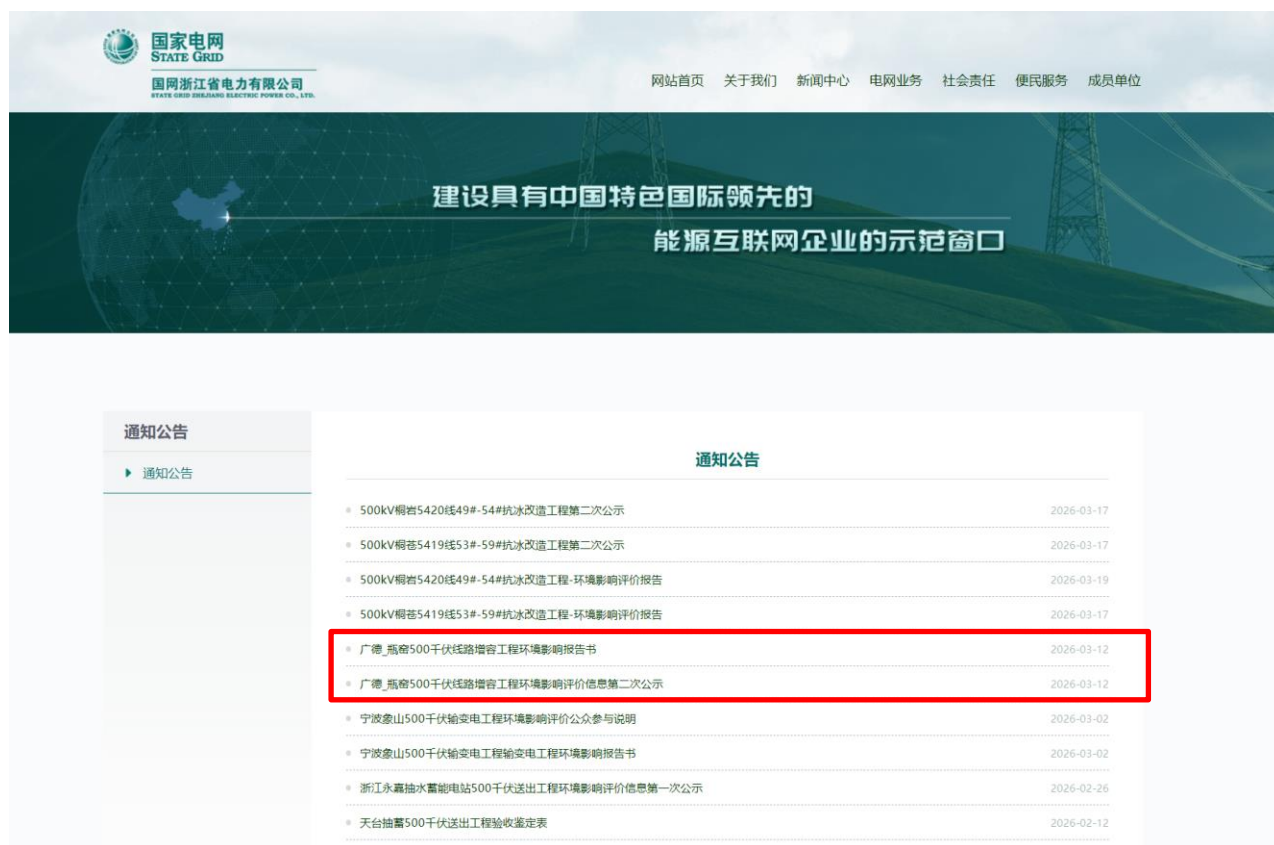 国家电网
STATE GRID
国网浙江省电力有限公司
STATE GRID ZHEJIANG ELECTRIC POWER CO., LTD.
网站首页 关于我们 新闻中心 电网业务 社会责任 便民服务 成员单位
建设具有中国特色国际领先的
能源互联网企业的示范窗口
通知公告
通知公告
通知公告
500kV桐岩5420线49#-54#抗冰改造工程第二次公示 2026-03-17
500kV桐苍5419线53#-59#抗冰改造工程第二次公示 2026-03-17
500kV桐岩5420线49#-54#抗冰改造工程-环境影响评价报告 2026-03-19
500kV桐苍5419线53#-59#抗冰改造工程-环境影响评价报告 2026-03-17
广德_瓶窑500千伏线路增容工程环境影响报告书 2026-03-12
广德_瓶窑500千伏线路增容工程环境影响评价信息第二次公示 2026-03-12
宁波象山500千伏输变电工程环境影响评价公众参与说明 2026-03-02
宁波象山500千伏输变电工程输变电工程环境影响报告书 2026-03-02
浙江永嘉抽水蓄能电站500千伏送出工程环境影响评价信息第一次公示 2026-02-26
天台抽蓄500千伏送出工程验收鉴定表 2026-02-12